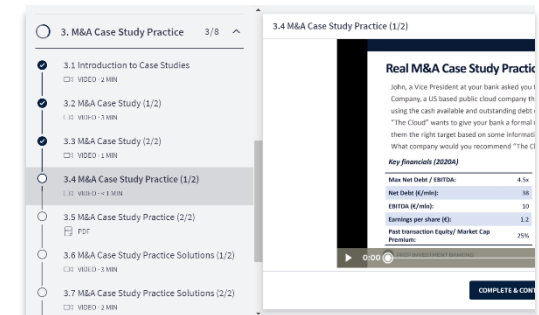 3. M&A Case Study Practice 3/8
3.1 Introduction to Case Studies
VIDEO · 2 MIN
3.2 M&A Case Study (1/2)
VIDEO · 3 MIN
3.3 M&A Case Study (2/2)
VIDEO · 1 MIN
3.4 M&A Case Study Practice (1/2)
VIDEO · < 1 MIN
3.5 M&A Case Study Practice (2/2)
PDF
3.6 M&A Case Study Practice Solutions (1/2)
VIDEO · 3 MIN
3.7 M&A Case Study Practice Solutions (2/2)
VIDEO · 2 MIN
3.4 M&A Case Study Practice (1/2)
Real M&A Case Study Practic
John, a Vice President at your bank asked you t
Company, a US based public cloud company th
using the cash available and outstanding debt
"The Cloud" wants to give your bank a formal
them the right target based on some informati
What company would you recommend "The Cl
Key financials (2020A)
Max Net Debt / EBITDA: 4.5x
Net Debt (€/mln): 38
EBITDA (€/mln): 10
Earnings per share (€): 1.2
Past transaction Equity/ Market Cap
Premium: 25%
0:00
COMPLETE & CONT